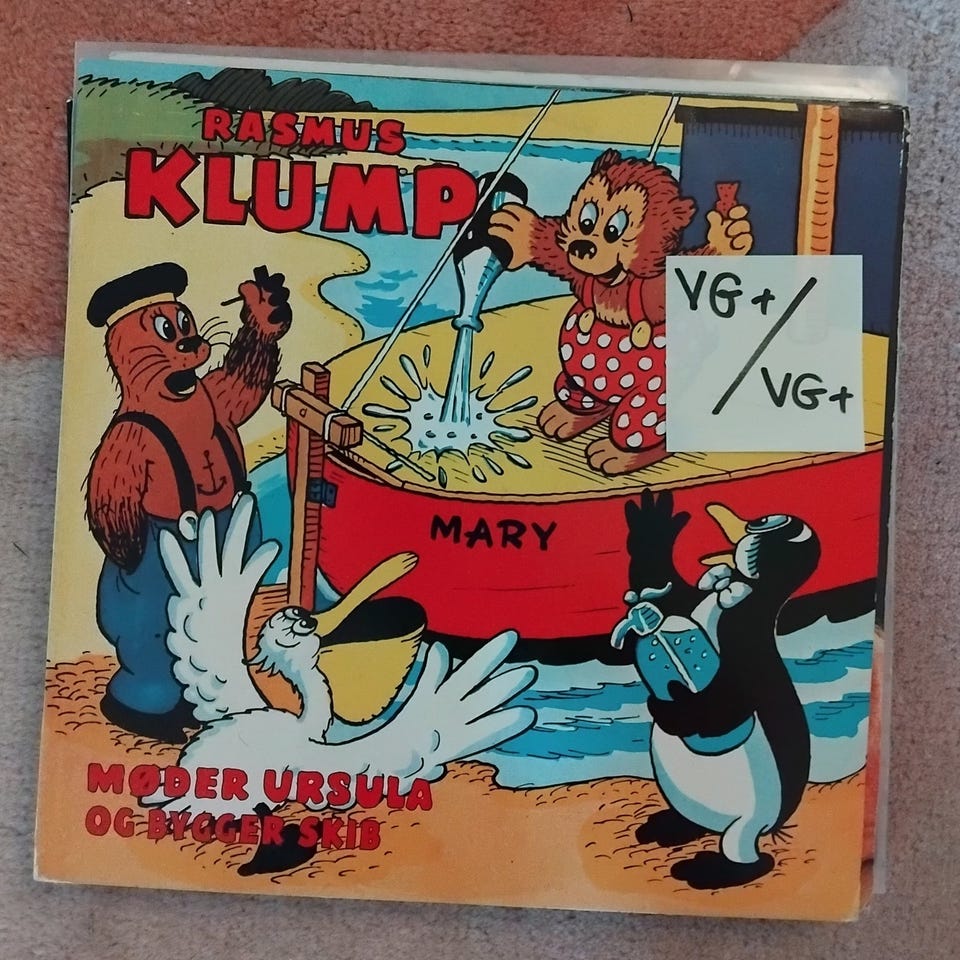 RASMUS
KLUMP
VG+/
VG+
MARY
MØDER URSULA
OG BYGGER SKIB